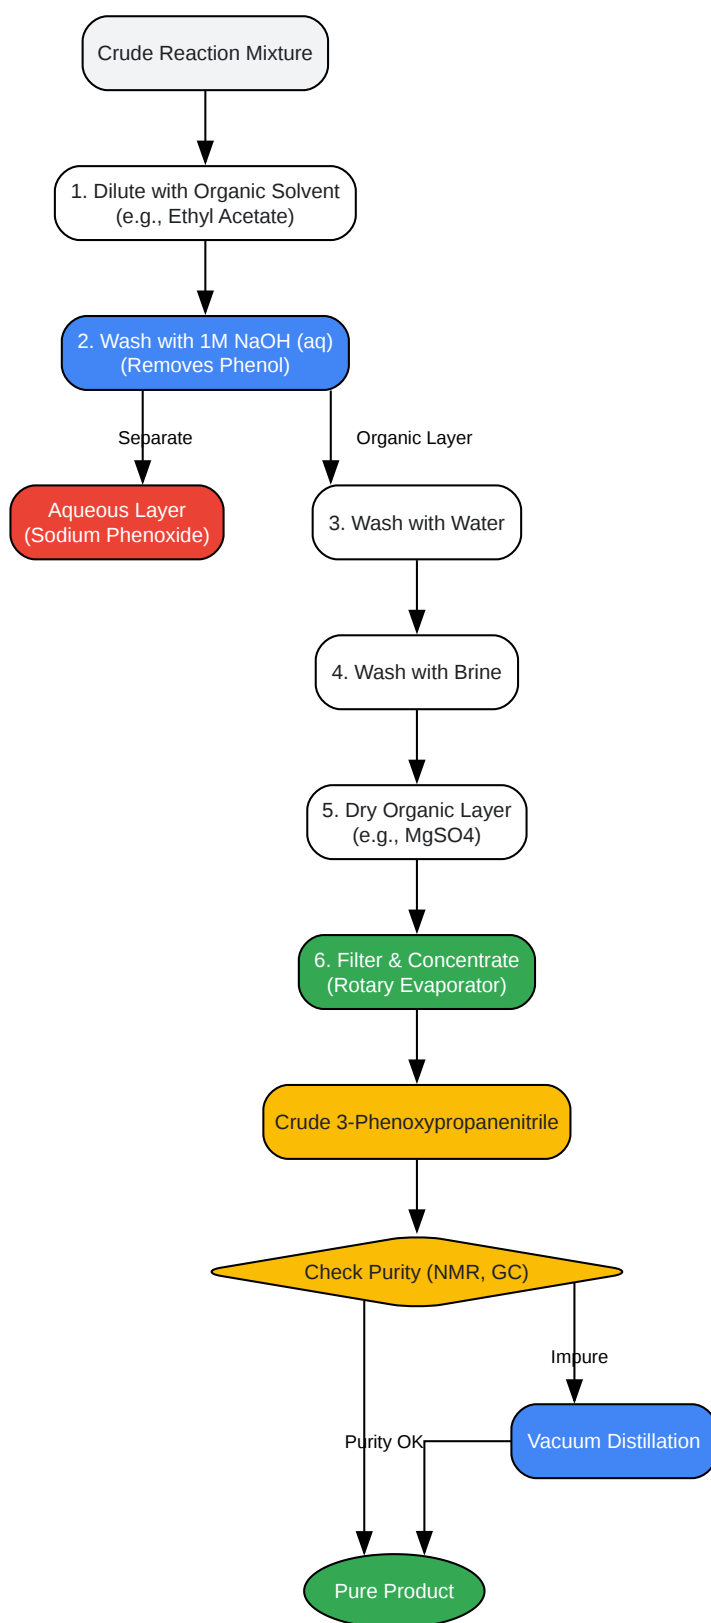 Crude Reaction Mixture
1. Dilute with Organic Solvent
(e.g., Ethyl Acetate)
2. Wash with 1M NaOH (aq)
(Removes Phenol)
Separate
Organic Layer
Aqueous Layer
(Sodium Phenoxide)
3. Wash with Water
4. Wash with Brine
5. Dry Organic Layer
(e.g., MgSO4)
6. Filter & Concentrate
(Rotary Evaporator)
Crude 3-Phenoxypropanenitrile
Check Purity (NMR, GC)
Impure
Purity OK
Vacuum Distillation
Pure Product